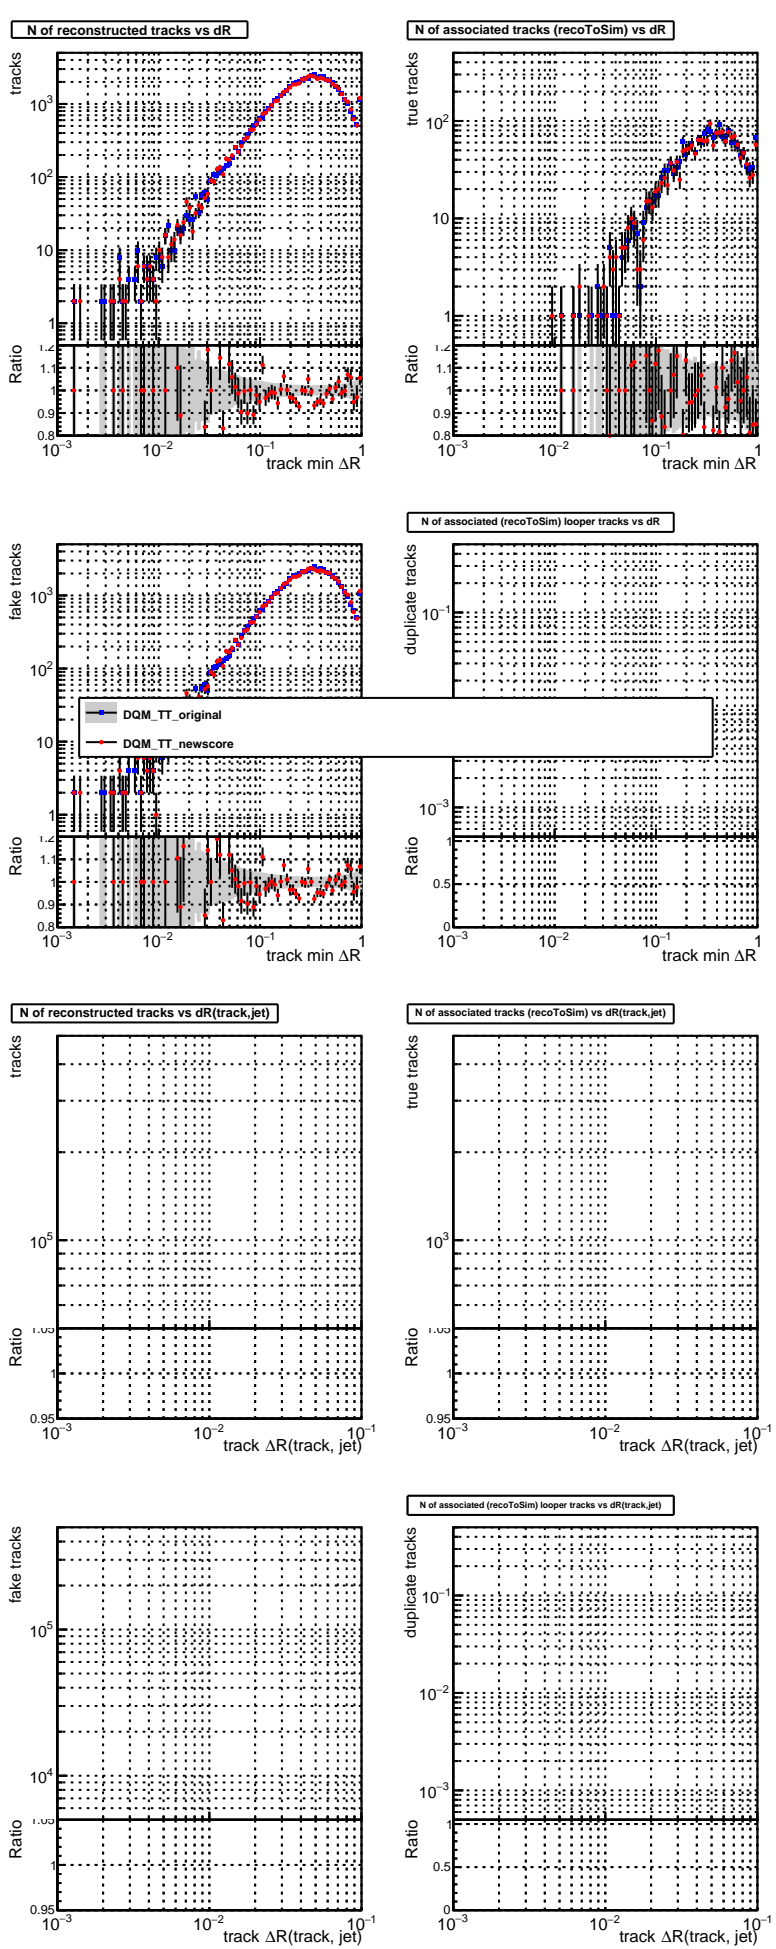 N of reconstructed tracks vs dR
tracks
10³
10²
10
1
Ratio
1.2
1.1
1
0.9
0.8
10⁻³
10⁻²
10⁻¹
1
track min ΔR
N of associated tracks (recoToSim) vs dR
true tracks
10²
10
1
Ratio
1.2
1.1
1
0.9
0.8
10⁻³
10⁻²
10⁻¹
1
track min ΔR
fake tracks
10³
10²
10
1
Ratio
1.2
1.1
1
0.9
0.8
10⁻³
10⁻²
10⁻¹
1
track min ΔR
N of associated (recoToSim) looper tracks vs dR
duplicate tracks
10⁻¹
10⁻³
Ratio
1
0.5
0
10⁻³
10⁻²
10⁻¹
1
track min ΔR
DQM_TT_original
DQM_TT_newscore
N of reconstructed tracks vs dR(track,jet)
tracks
10⁵
Ratio
1.05
1
0.95
10⁻³
10⁻²
10⁻¹
track ΔR(track, jet)
N of associated tracks (recoToSim) vs dR(track,jet)
true tracks
10³
Ratio
1.05
1
0.95
10⁻³
10⁻²
10⁻¹
track ΔR(track, jet)
fake tracks
10⁵
10⁴
Ratio
1.05
1
0.95
10⁻³
10⁻²
10⁻¹
track ΔR(track, jet)
N of associated (recoToSim) looper tracks vs dR(track,jet)
duplicate tracks
10⁻¹
10⁻²
10⁻³
Ratio
1
0.5
0
10⁻³
10⁻²
10⁻¹
track ΔR(track, jet)